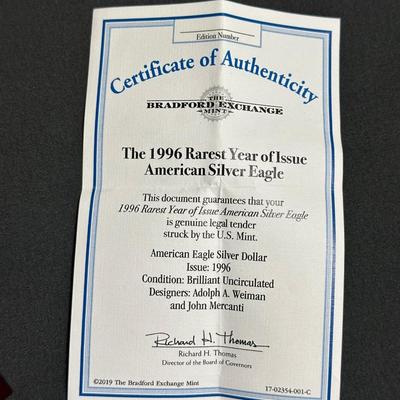 Edition Number
Certificate of Authenticity
THE
BRADFORD EXCHANGE
MINT
The 1996 Rarest Year of Issue
American Silver Eagle
This document guarantees that your
1996 Rarest Year of Issue American Silver Eagle
is genuine legal tender
struck by the U.S. Mint.
American Eagle Silver Dollar
Issue: 1996
Condition: Brilliant Uncirculated
Designers: Adolph A. Weiman
and John Mercanti
Richard H. Thomas
Richard H. Thomas
Director of the Board of Governors
©2019 The Bradford Exchange Mint
17-02354-001-C